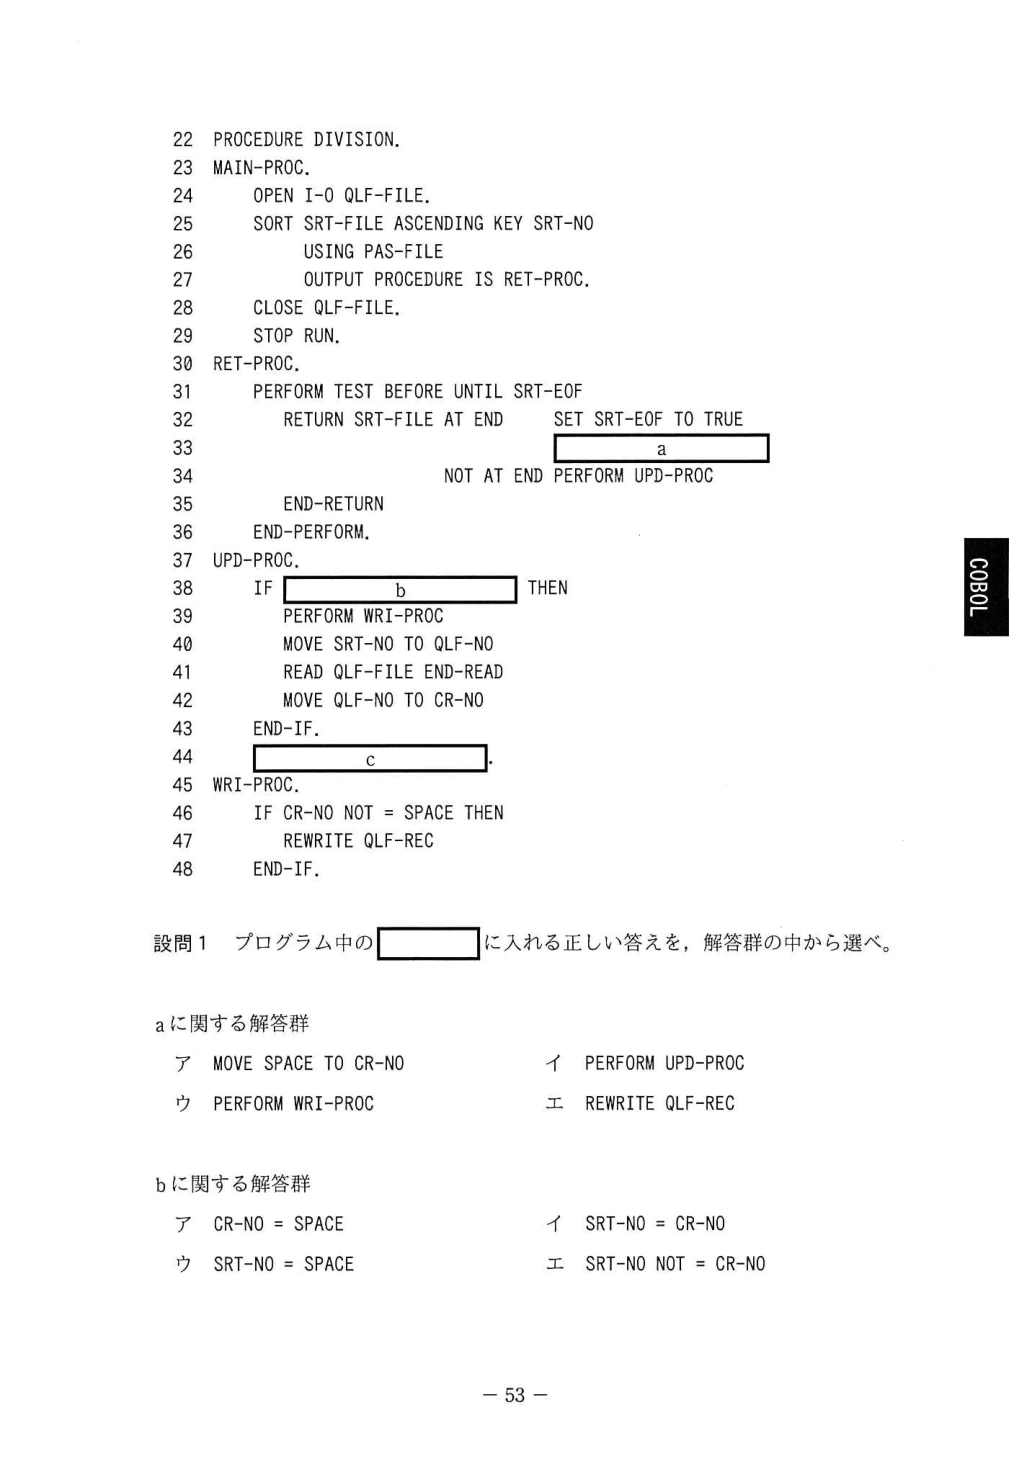 22 PROCEDURE DIVISION.
23 MAIN-PROC.
24 OPEN I-O QLF-FILE.
25 SORT SRT-FILE ASCENDING KEY SRT-NO
26 USING PAS-FILE
27 OUTPUT PROCEDURE IS RET-PROC.
28 CLOSE QLF-FILE.
29 STOP RUN.
30 RET-PROC.
31 PERFORM TEST BEFORE UNTIL SRT-EOF
32 RETURN SRT-FILE AT END SET SRT-EOF TO TRUE
33 a
34 NOT AT END PERFORM UPD-PROC
35 END-RETURN
36 END-PERFORM.
37 UPD-PROC.
38 IF b THEN
39 PERFORM WRI-PROC
40 MOVE SRT-NO TO QLF-NO
41 READ QLF-FILE END-READ
42 MOVE QLF-NO TO CR-NO
43 END-IF.
44 c.
45 WRI-PROC.
46 IF CR-NO NOT = SPACE THEN
47 REWRITE QLF-REC
48 END-IF.
COBOL
設問1 プログラム中の に入れる正しい答えを，解答群の中から選べ。
aに関する解答群
ア MOVE SPACE TO CR-NO イ PERFORM UPD-PROC
ウ PERFORM WRI-PROC エ REWRITE QLF-REC
bに関する解答群
ア CR-NO = SPACE イ SRT-NO = CR-NO
ウ SRT-NO = SPACE エ SRT-NO NOT = CR-NO
− 53 −